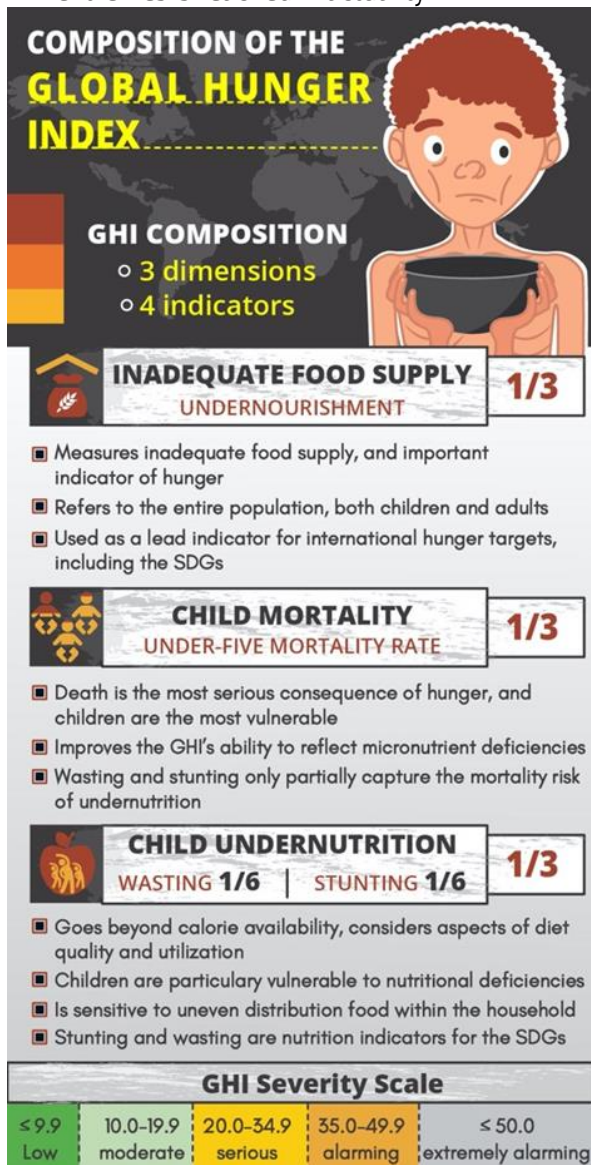 COMPOSITION OF THE
GLOBAL HUNGER
INDEX
GHI COMPOSITION
3 dimensions
4 indicators
INADEQUATE FOOD SUPPLY
UNDERNOURISHMENT
1/3
Measures inadequate food supply, and important
indicator of hunger
Refers to the entire population, both children and adults
Used as a lead indicator for international hunger targets,
including the SDGs
CHILD MORTALITY
UNDER-FIVE MORTALITY RATE
1/3
Death is the most serious consequence of hunger, and
children are the most vulnerable
Improves the GHI's ability to reflect micronutrient deficiencies
Wasting and stunting only partially capture the mortality risk
of undernutrition
CHILD UNDERNUTRITION
WASTING 1/6 | STUNTING 1/6
1/3
Goes beyond calorie availability, considers aspects of diet
quality and utilization
Children are particulary vulnerable to nutritional deficiencies
Is sensitive to uneven distribution food within the household
Stunting and wasting are nutrition indicators for the SDGs
GHI Severity Scale
≤9.9 10.0-19.9 20.0-34.9 35.0-49.9 ≤50.0
Low moderate serious alarming extremely alarming